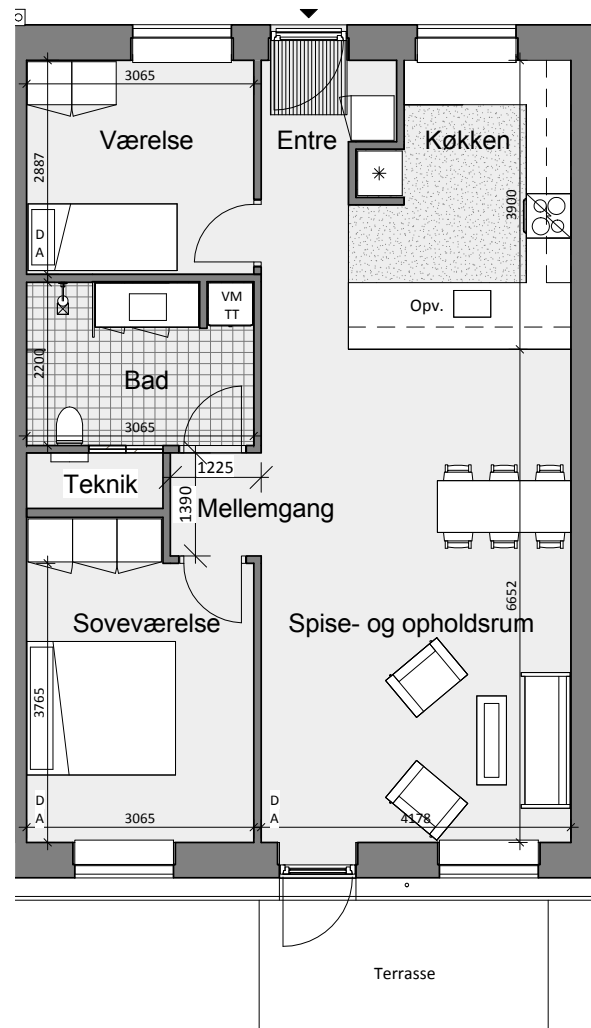 3065
Værelse
Entre
Køkken
2887
3900
D
A
VM
TT
Opv.
2200
Bad
3065
Teknik
1225
1390
Mellemgang
6652
Soveværelse
Spise- og opholdsrum
3765
D
A
3065
D
A
4178
Terrasse